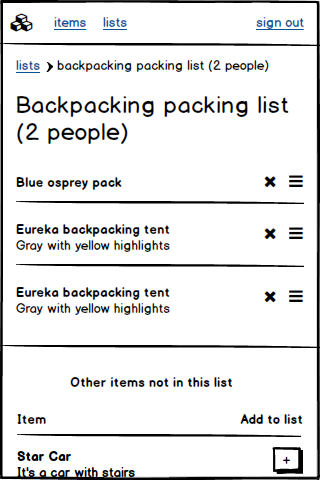 items lists sign out
lists backpacking packing list (2 people)
Backpacking packing list
(2 people)
Blue osprey pack
Eureka backpacking tent
Gray with yellow highlights
Eureka backpacking tent
Gray with yellow highlights
Other items not in this list
Item Add to list
Star Car
+
It's a car with stairs